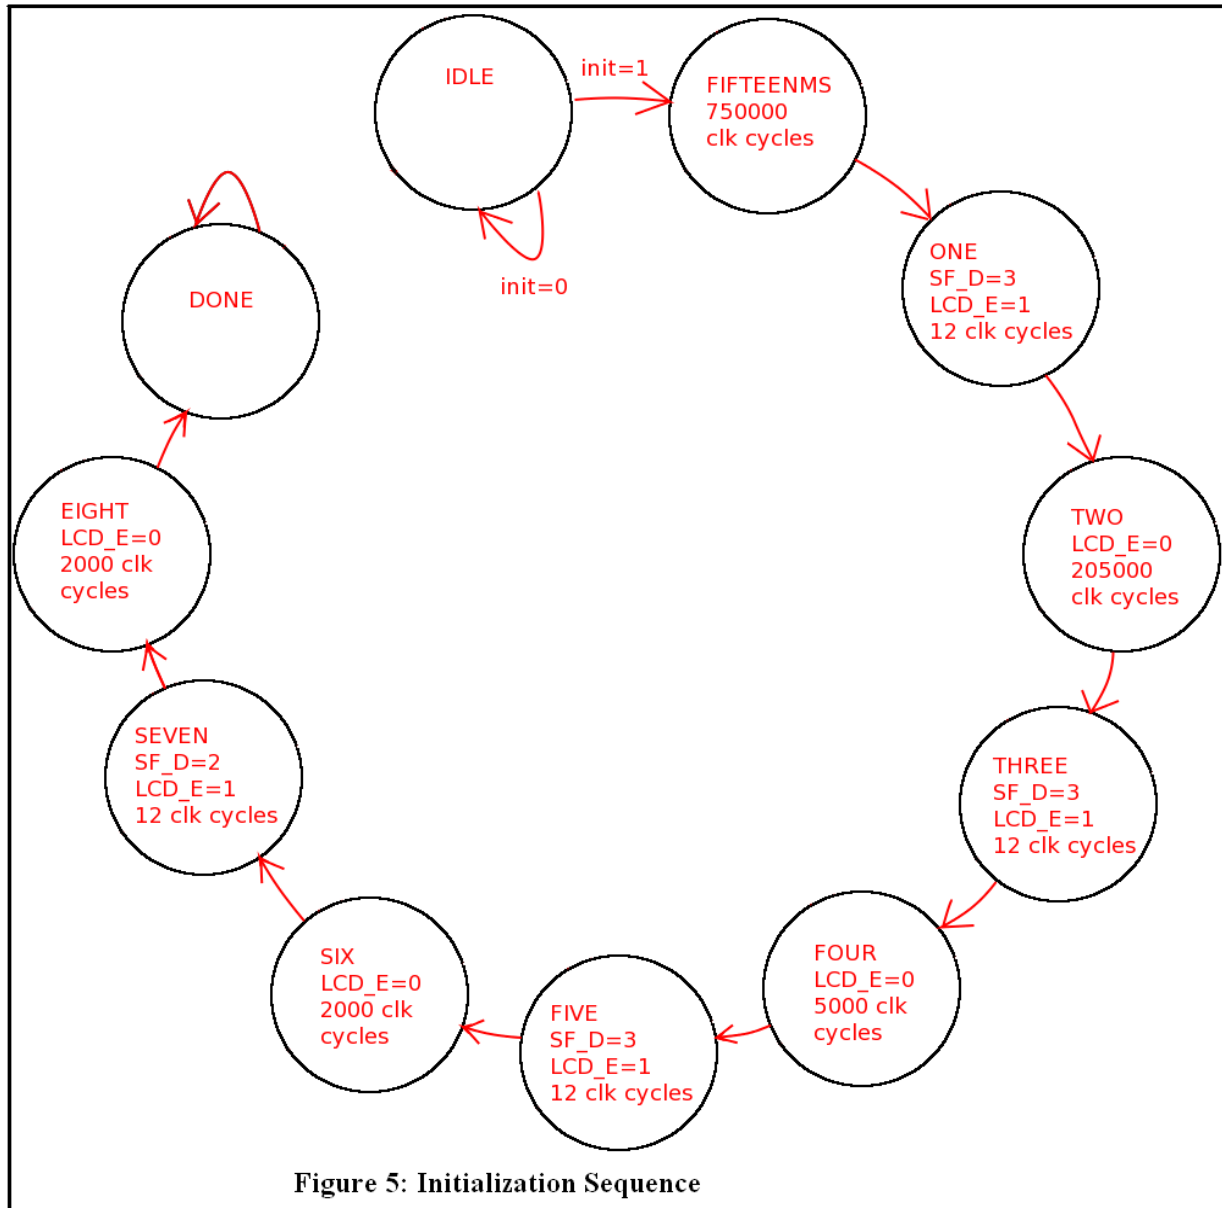 IDLE
init=1
init=0
FIFTEENMS
750000
clk cycles
ONE
SF_D=3
LCD_E=1
12 clk cycles
TWO
LCD_E=0
205000
clk cycles
THREE
SF_D=3
LCD_E=1
12 clk cycles
FOUR
LCD_E=0
5000 clk
cycles
FIVE
SF_D=3
LCD_E=1
12 clk cycles
SIX
LCD_E=0
2000 clk
cycles
SEVEN
SF_D=2
LCD_E=1
12 clk cycles
EIGHT
LCD_E=0
2000 clk
cycles
DONE
Figure 5: Initialization Sequence